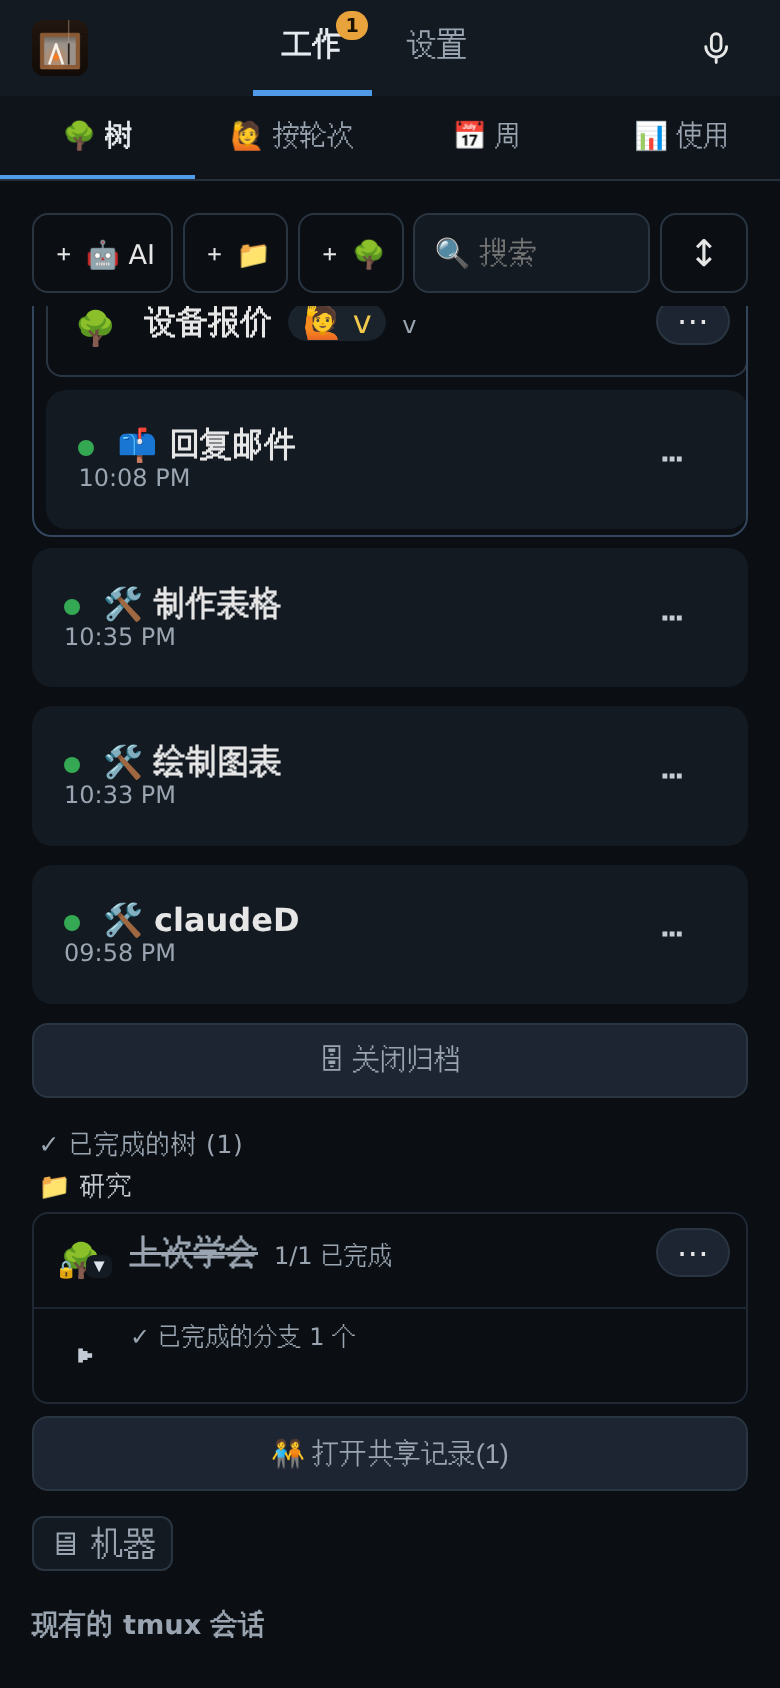 工作 1
设置
树
按轮次
周
使用
+ AI
+
+
搜索
设备报价 v v
...
回复邮件
10:08 PM
...
制作表格
10:35 PM
...
绘制图表
10:33 PM
...
claudeD
09:58 PM
...
关闭归档
✓ 已完成的树 (1)
研究
上次学会 1/1 已完成
...
✓ 已完成的分支 1 个
打开共享记录(1)
机器
现有的 tmux 会话